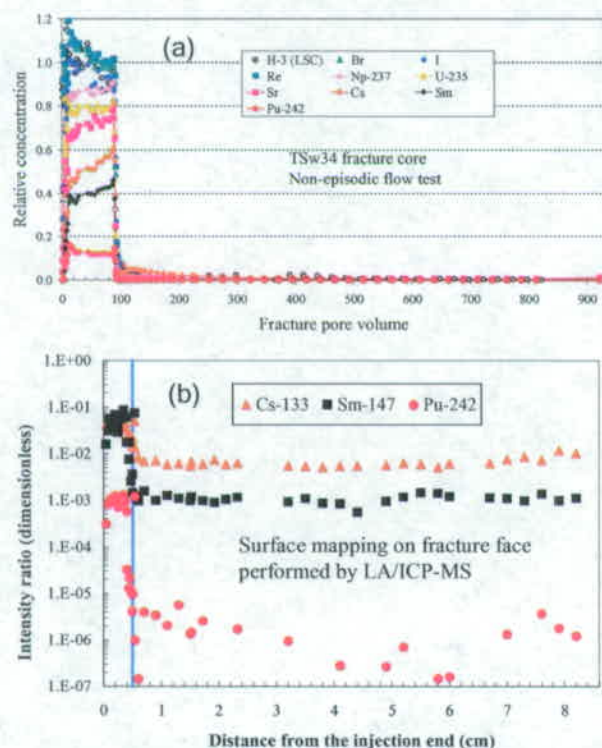 1.2
(a)
H-3 (LSC) Br I
Re Np-237 U-235
Sr Cs Sm
Pu-242
1.0
0.8
0.6
TSw34 fracture core
Non-episodic flow test
0.4
0.2
0.0
Relative concentration
0 100 200 300 400 500 600 700 800 900
Fracture pore volume
1.E+00
(b)
Cs-133 Sm-147 Pu-242
1.E-01
1.E-02
1.E-03
Surface mapping on fracture face
performed by LA/ICP-MS
1.E-04
1.E-05
1.E-06
1.E-07
Intensity ratio (dimensionless)
0 1 2 3 4 5 6 7 8
Distance from the injection end (cm)